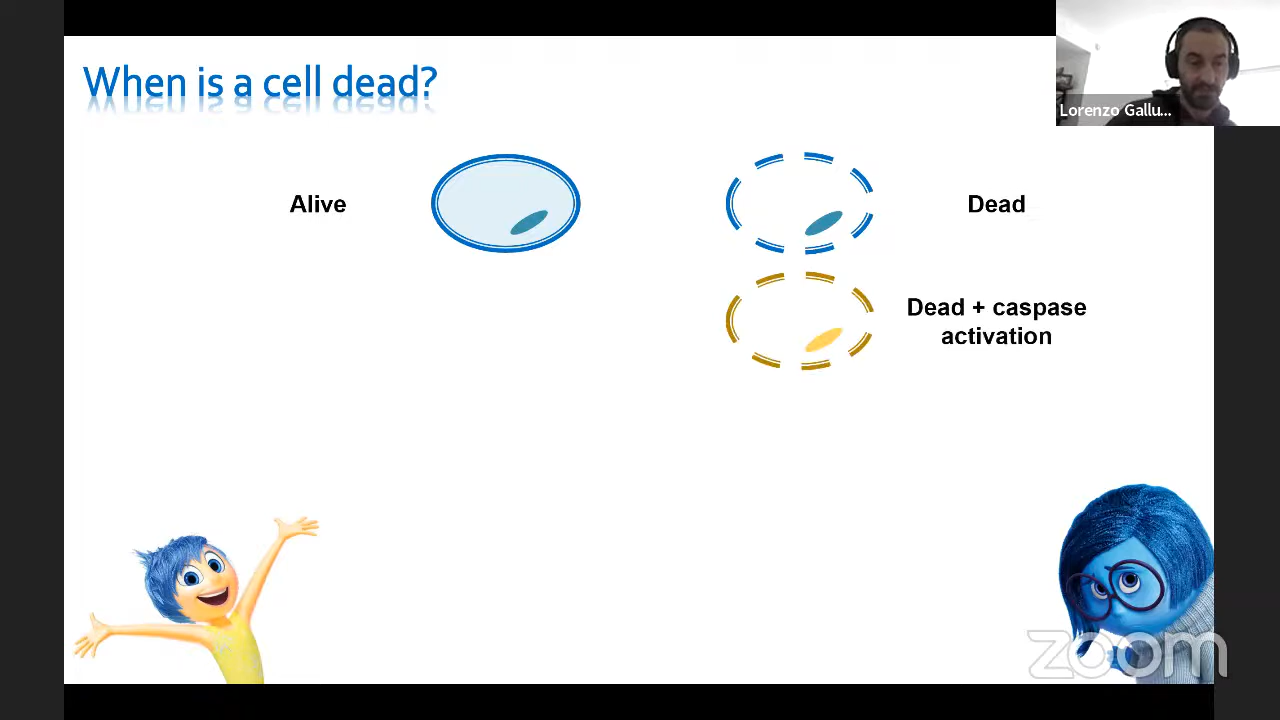 When is a cell dead?
Lorenzo Gallu...
Alive
Dead
Dead + caspase
activation
zoom